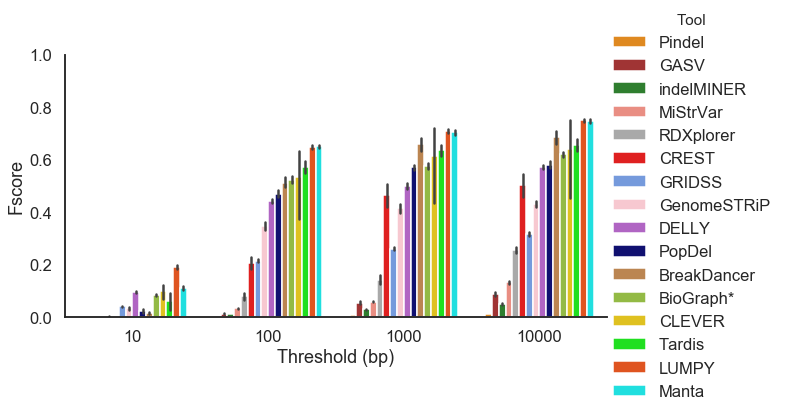 Tool
Pindel
GASV
indelMINER
MiStrVar
RDXplorer
CREST
GRIDSS
GenomeSTRiP
DELLY
PopDel
BreakDancer
BioGraph*
CLEVER
Tardis
LUMPY
Manta
Fscore
1.0
0.8
0.6
0.4
0.2
0.0
10 100 1000 10000
Threshold (bp)